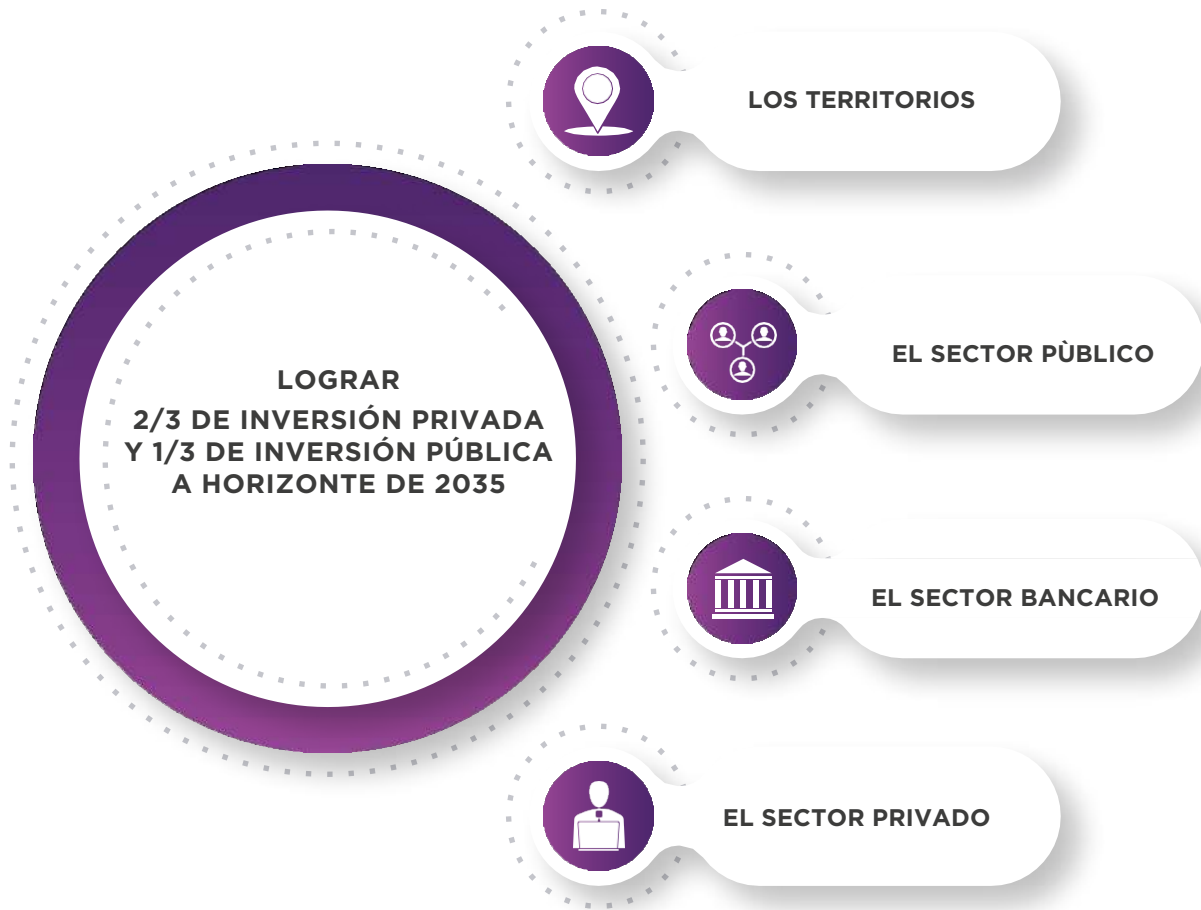 LOGRAR
2/3 DE INVERSIÓN PRIVADA
Y 1/3 DE INVERSIÓN PÚBLICA
A HORIZONTE DE 2035
LOS TERRITORIOS
EL SECTOR PÙBLICO
EL SECTOR BANCARIO
EL SECTOR PRIVADO